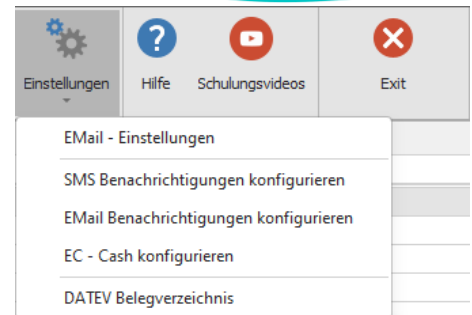 Einstellungen Hilfe Schulungsvideos Exit
EMail - Einstellungen
SMS Benachrichtigungen konfigurieren
EMail Benachrichtigungen konfigurieren
EC - Cash konfigurieren
DATEV Belegverzeichnis